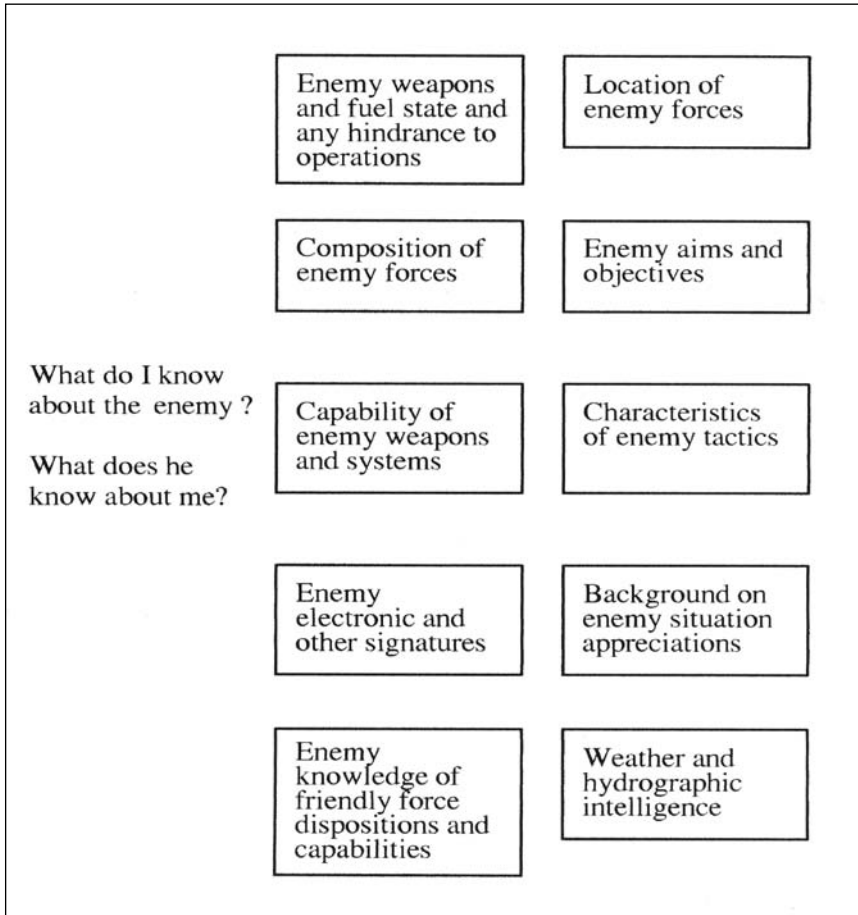 Enemy weapons
and fuel state and
any hindrance to
operations
Location of
enemy forces
Composition of
enemy forces
Enemy aims and
objectives
What do I know
about the enemy ?
What does he
know about me?
Capability of
enemy weapons
and systems
Characteristics
of enemy tactics
Enemy
electronic and
other signatures
Background on
enemy situation
appreciations
Enemy
knowledge of
friendly force
dispositions and
capabilities
Weather and
hydrographic
intelligence